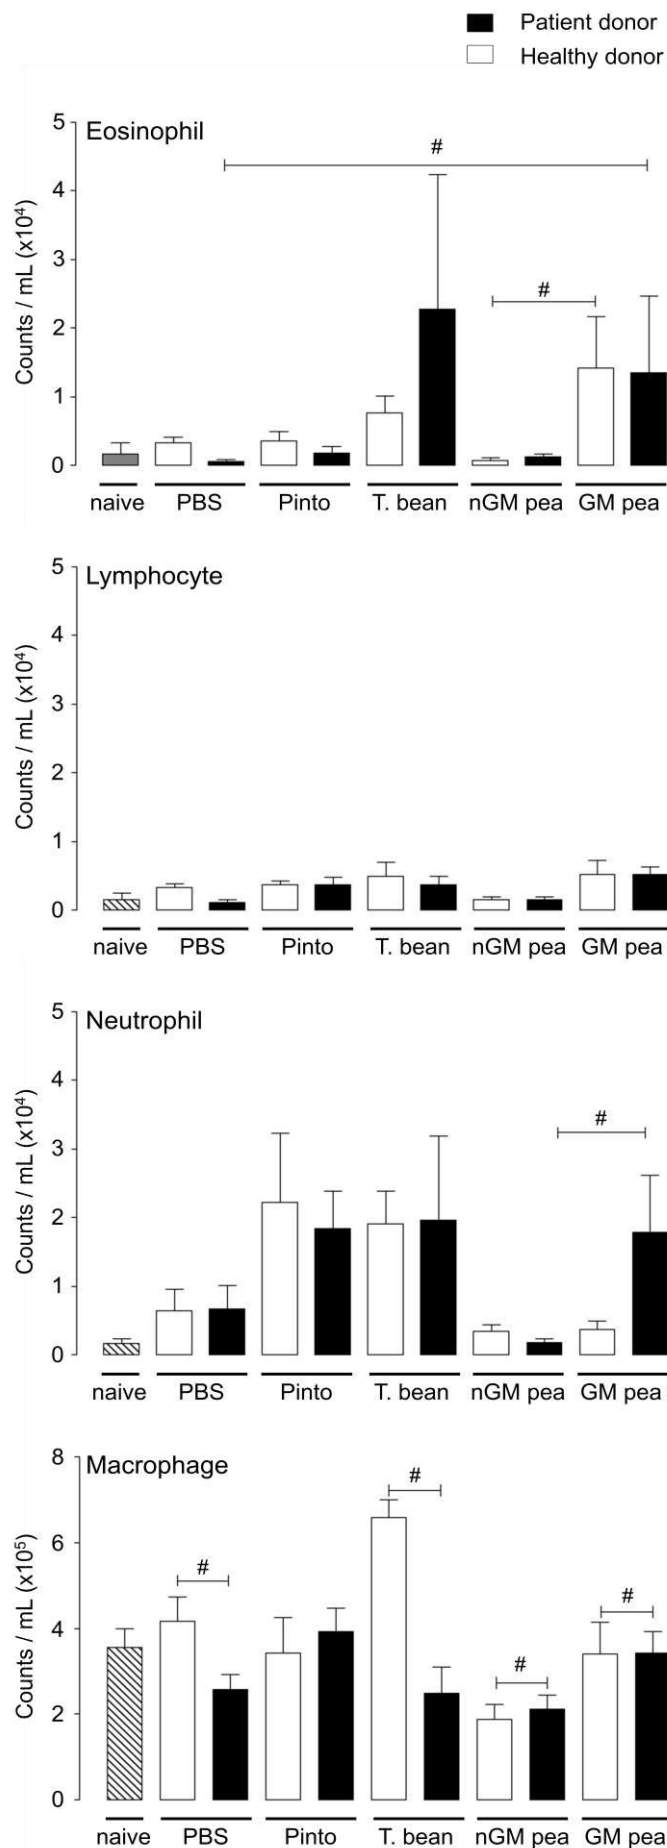 Patient donor
Healthy donor
Eosinophil
Counts / mL (x10⁴)
5
4
3
2
1
0
#
#
naive PBS Pinto T. bean nGM pea GM pea
Lymphocyte
Counts / mL (x10⁴)
5
4
3
2
1
0
naive PBS Pinto T. bean nGM pea GM pea
Neutrophil
Counts / mL (x10⁴)
5
4
3
2
1
0
#
naive PBS Pinto T. bean nGM pea GM pea
Macrophage
Counts / mL (x10⁵)
8
6
4
2
0
#
#
#
#
naive PBS Pinto T. bean nGM pea GM pea